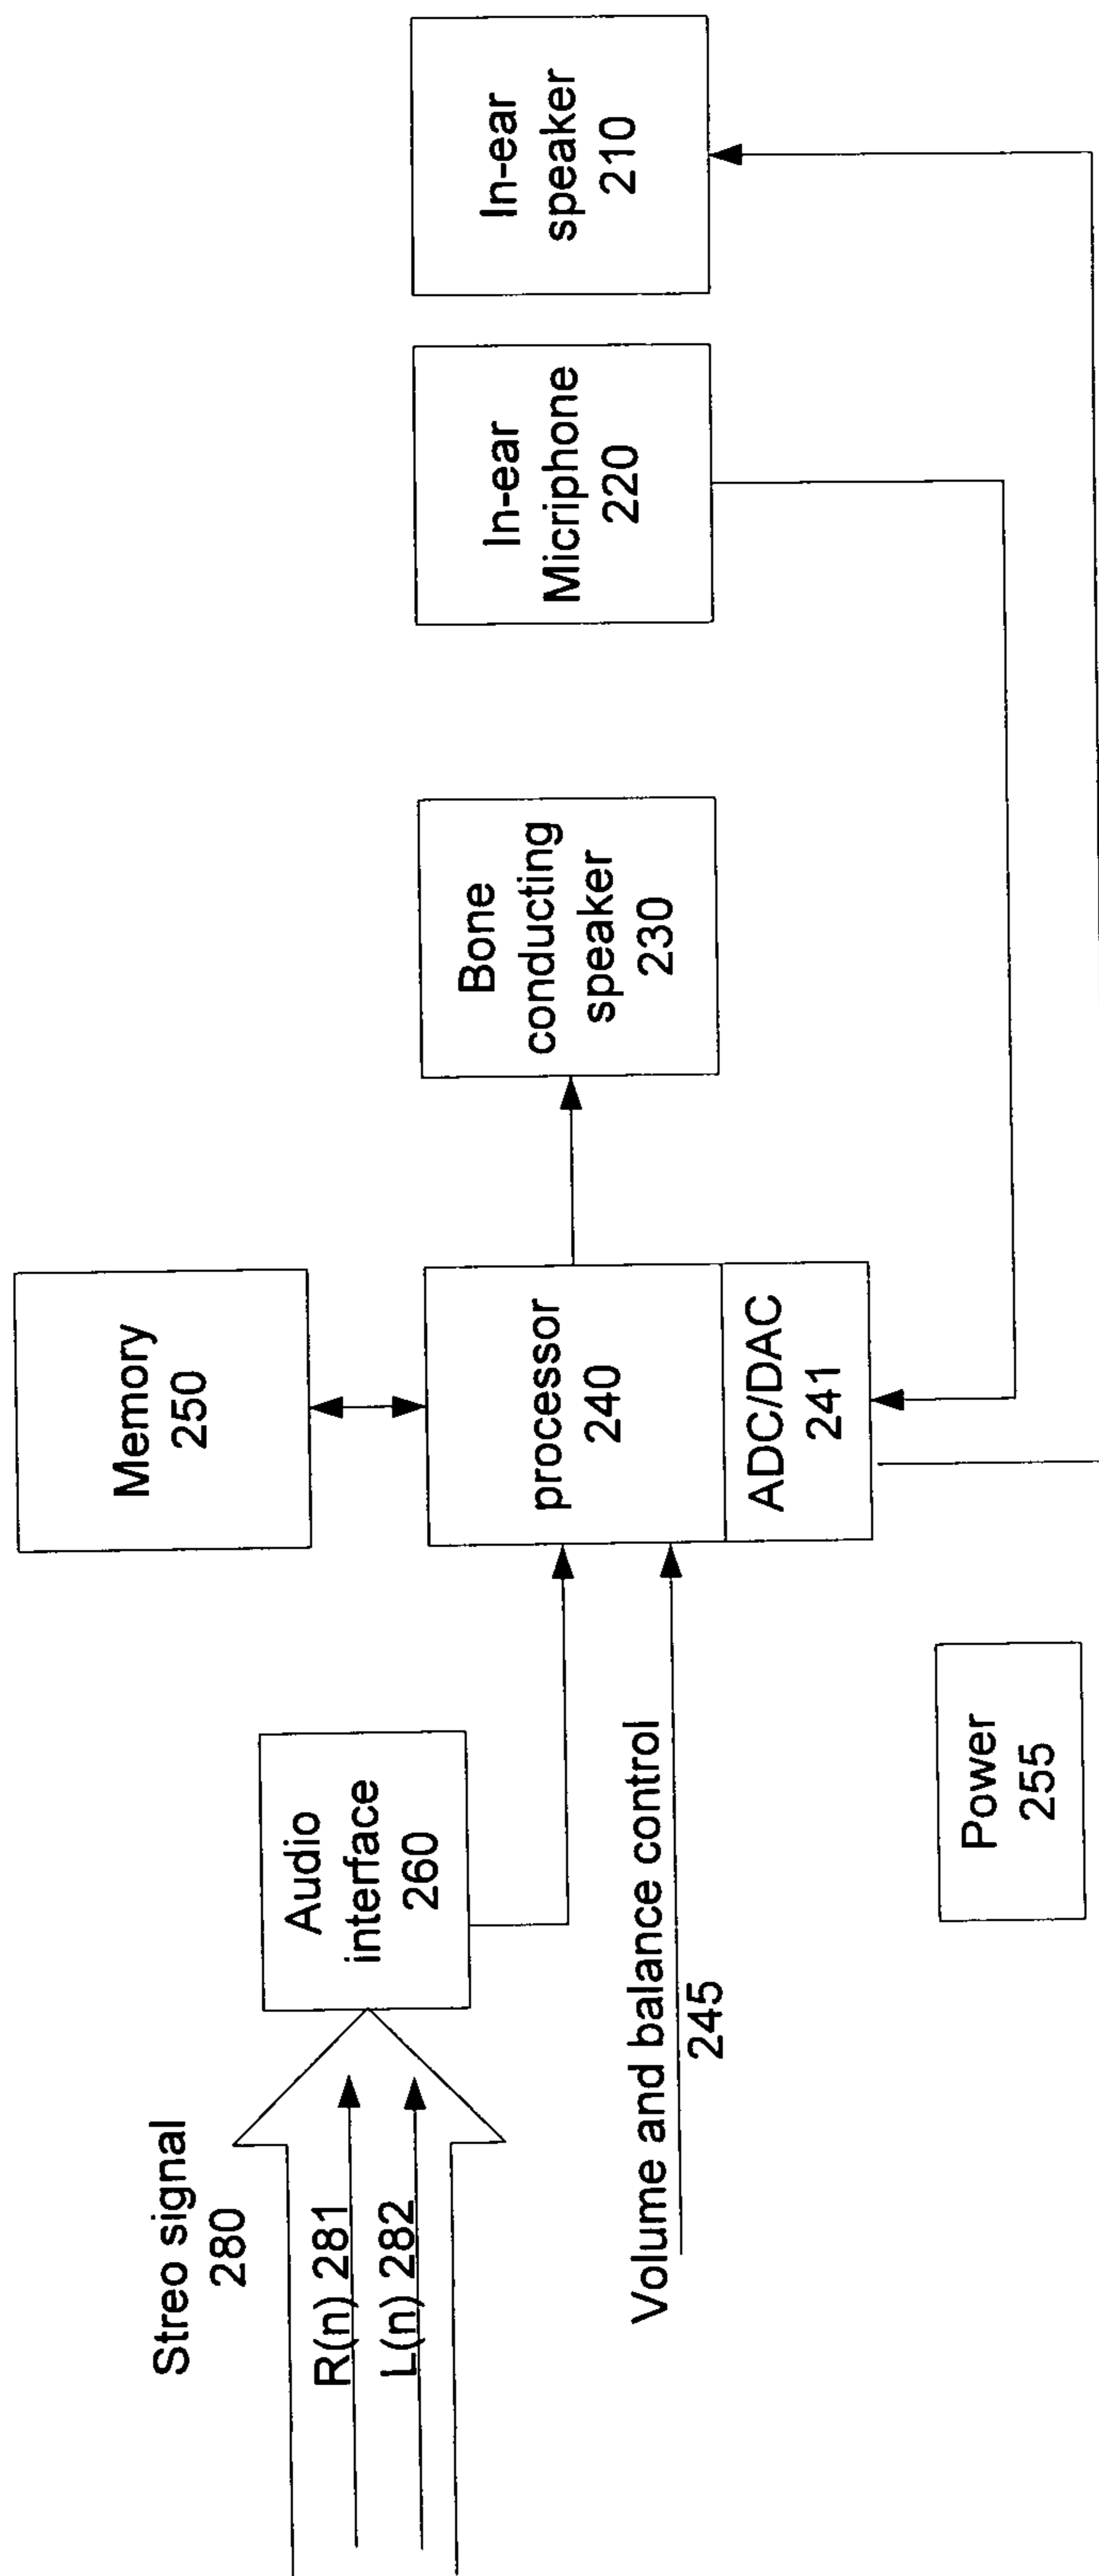 Streo signal
280
R(n) 281
L(n) 282
Audio
interface
260
Volume and balance control
245
Power
255
Memory
250
processor
240
ADC/DAC
241
Bone
conducting
speaker
230
In-ear
Micriphone
220
In-ear
speaker
210